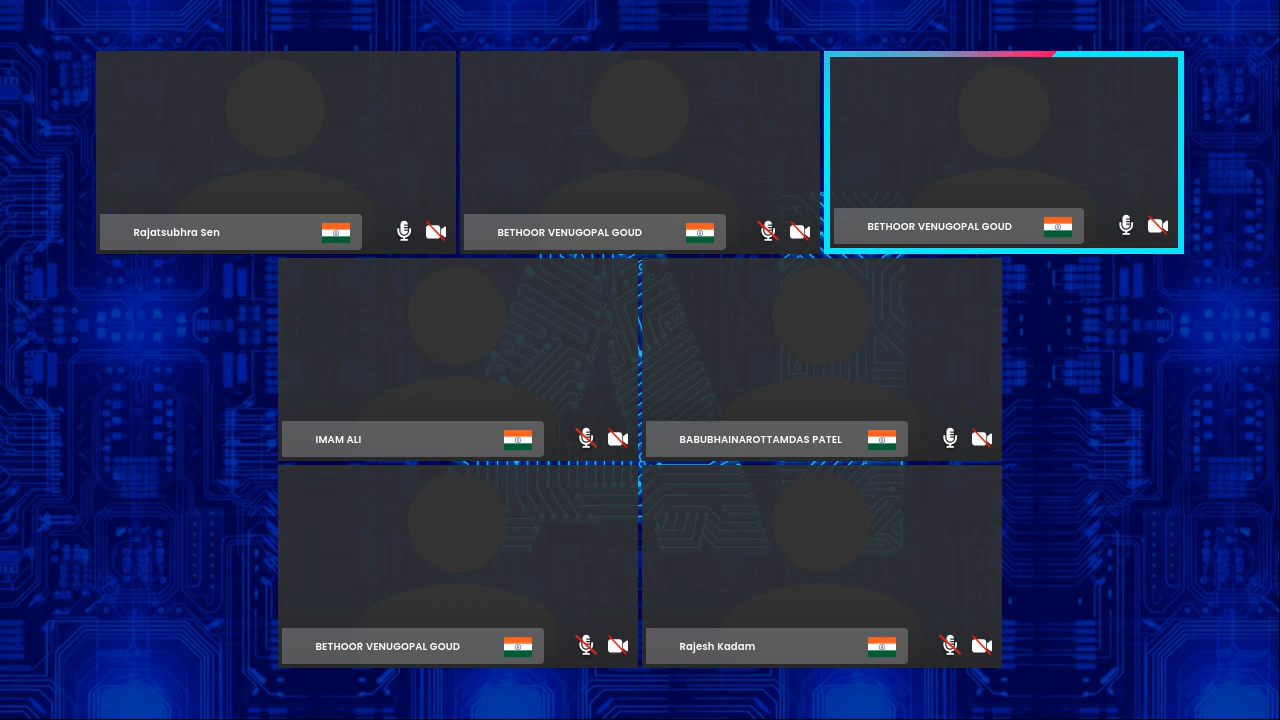 Rajatsubhra Sen
BETHOOR VENUGOPAL GOUD
BETHOOR VENUGOPAL GOUD
IMAM ALI
BABUBHAINAROTTAMDAS PATEL
BETHOOR VENUGOPAL GOUD
Rajesh Kadam